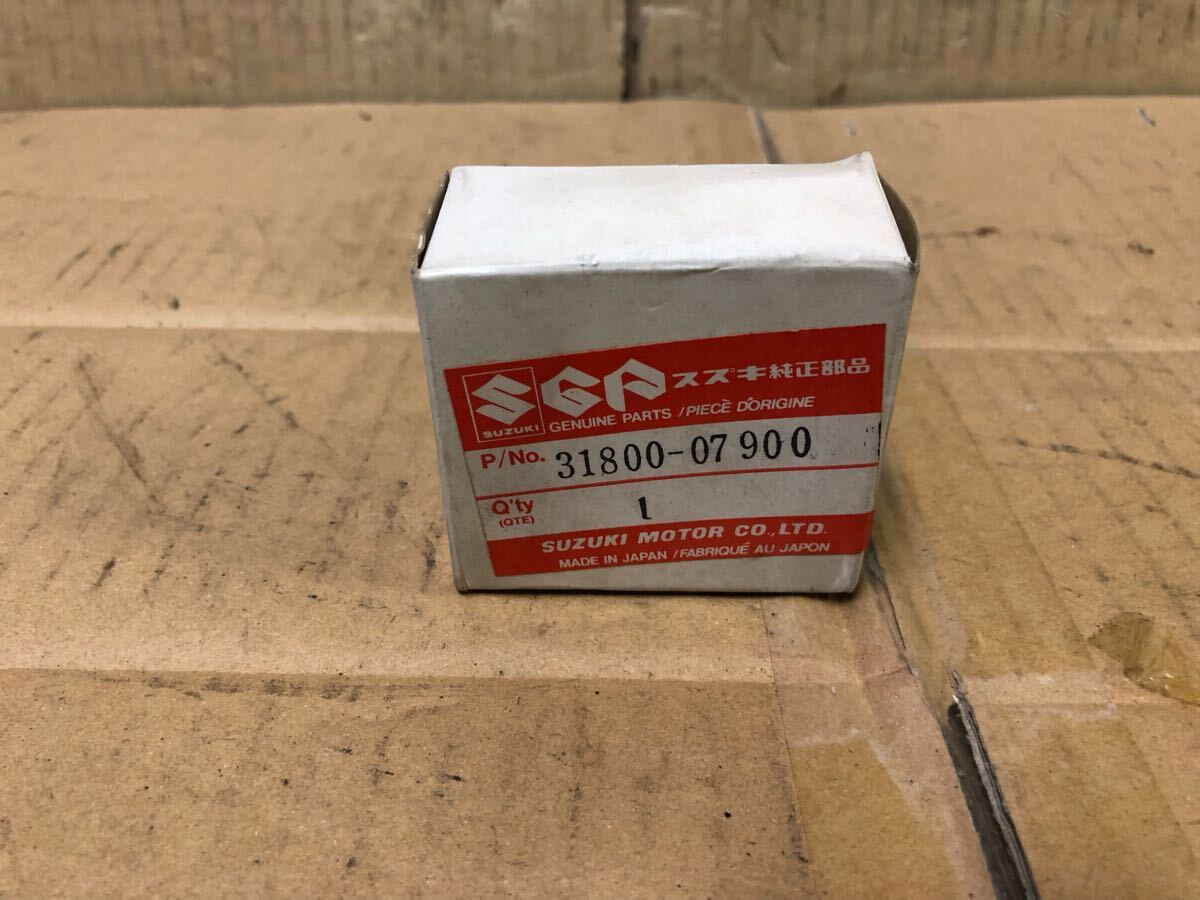 SUZUKI SGP スズキ純正部品
GENUINE PARTS / PIECÈ D'ORIGINE
P/No. 31800-07900
Q'ty 1
(QTE)
SUZUKI MOTOR CO., LTD.
MADE IN JAPAN / FABRIQUÉ AU JAPON